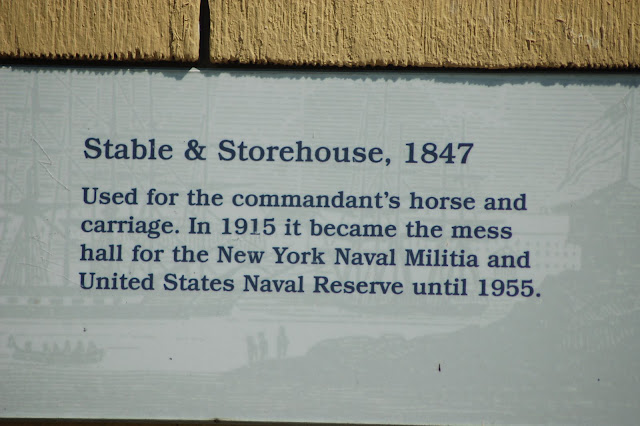 Stable & Storehouse, 1847
Used for the commandant's horse and
carriage. In 1915 it became the mess
hall for the New York Naval Militia and
United States Naval Reserve until 1955.